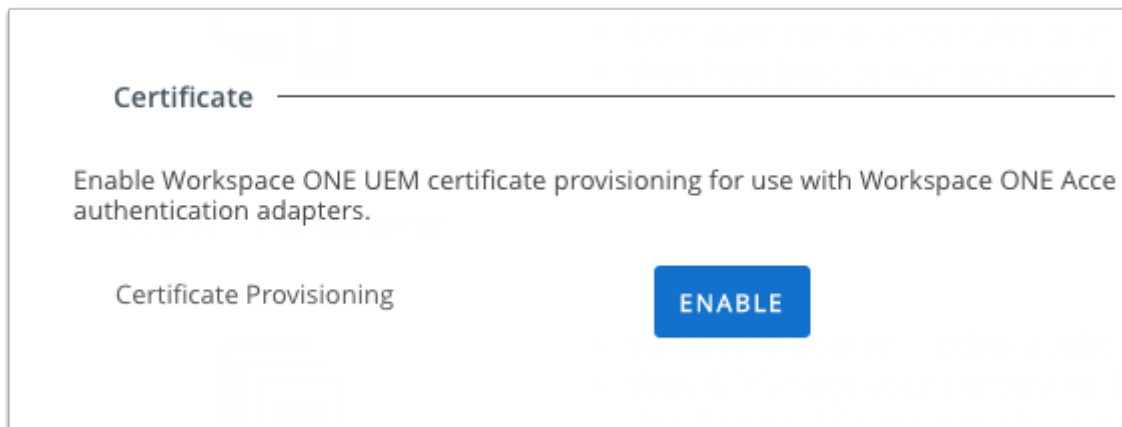 Certificate
Enable Workspace ONE UEM certificate provisioning for use with Workspace ONE Acce
authentication adapters.
Certificate Provisioning
ENABLE